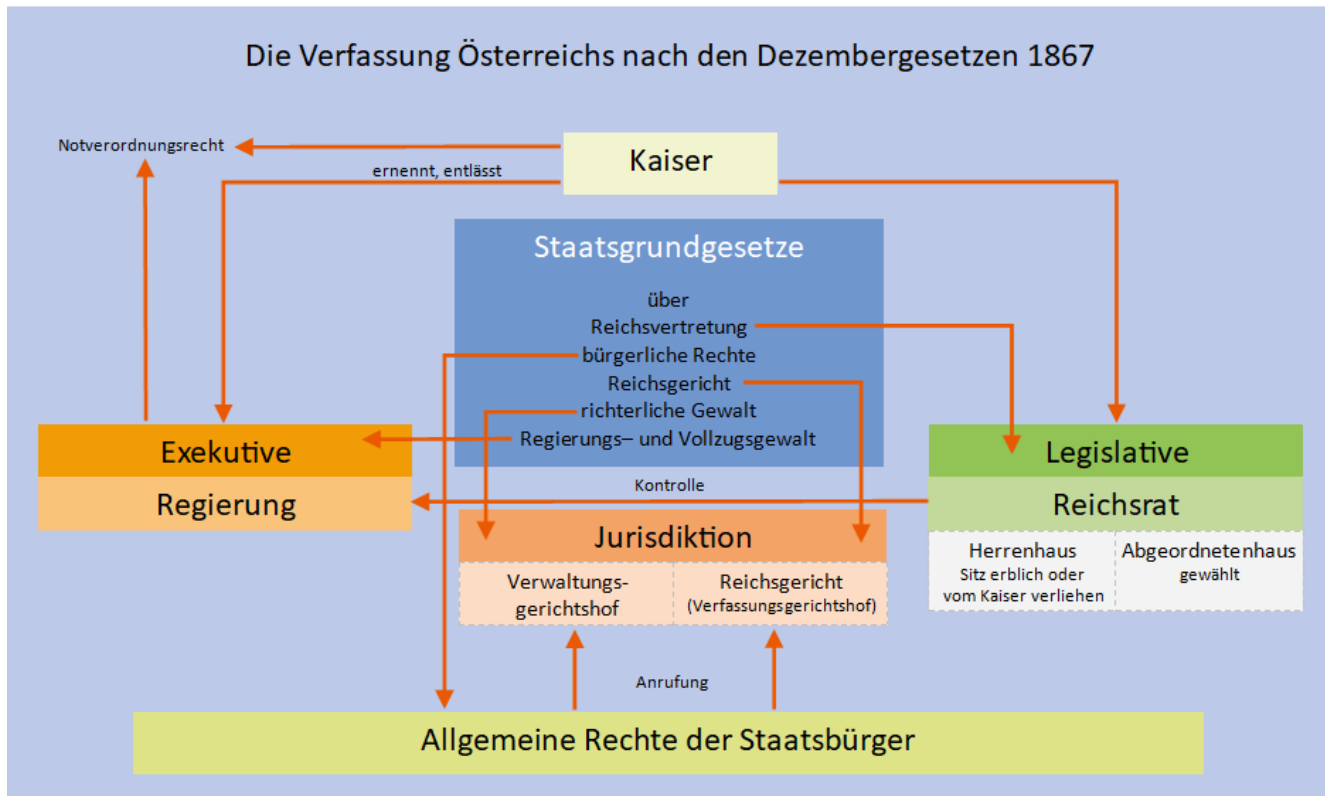 Die Verfassung Österreichs nach den Dezembergesetzen 1867
Notverordnungsrecht
ernennt, entlässt
Kaiser
Staatsgrundgesetze
über
Reichsvertretung
bürgerliche Rechte
Reichsgericht
richterliche Gewalt
Regierungs– und Vollzugsgewalt
Exekutive
Regierung
Legislative
Reichsrat
Herrenhaus
Sitz erblich oder
vom Kaiser verliehen
Abgeordnetenhaus
gewählt
Kontrolle
Jurisdiktion
Verwaltungs-
gerichtshof
Reichsgericht
(Verfassungsgerichtshof)
Anrufung
Allgemeine Rechte der Staatsbürger